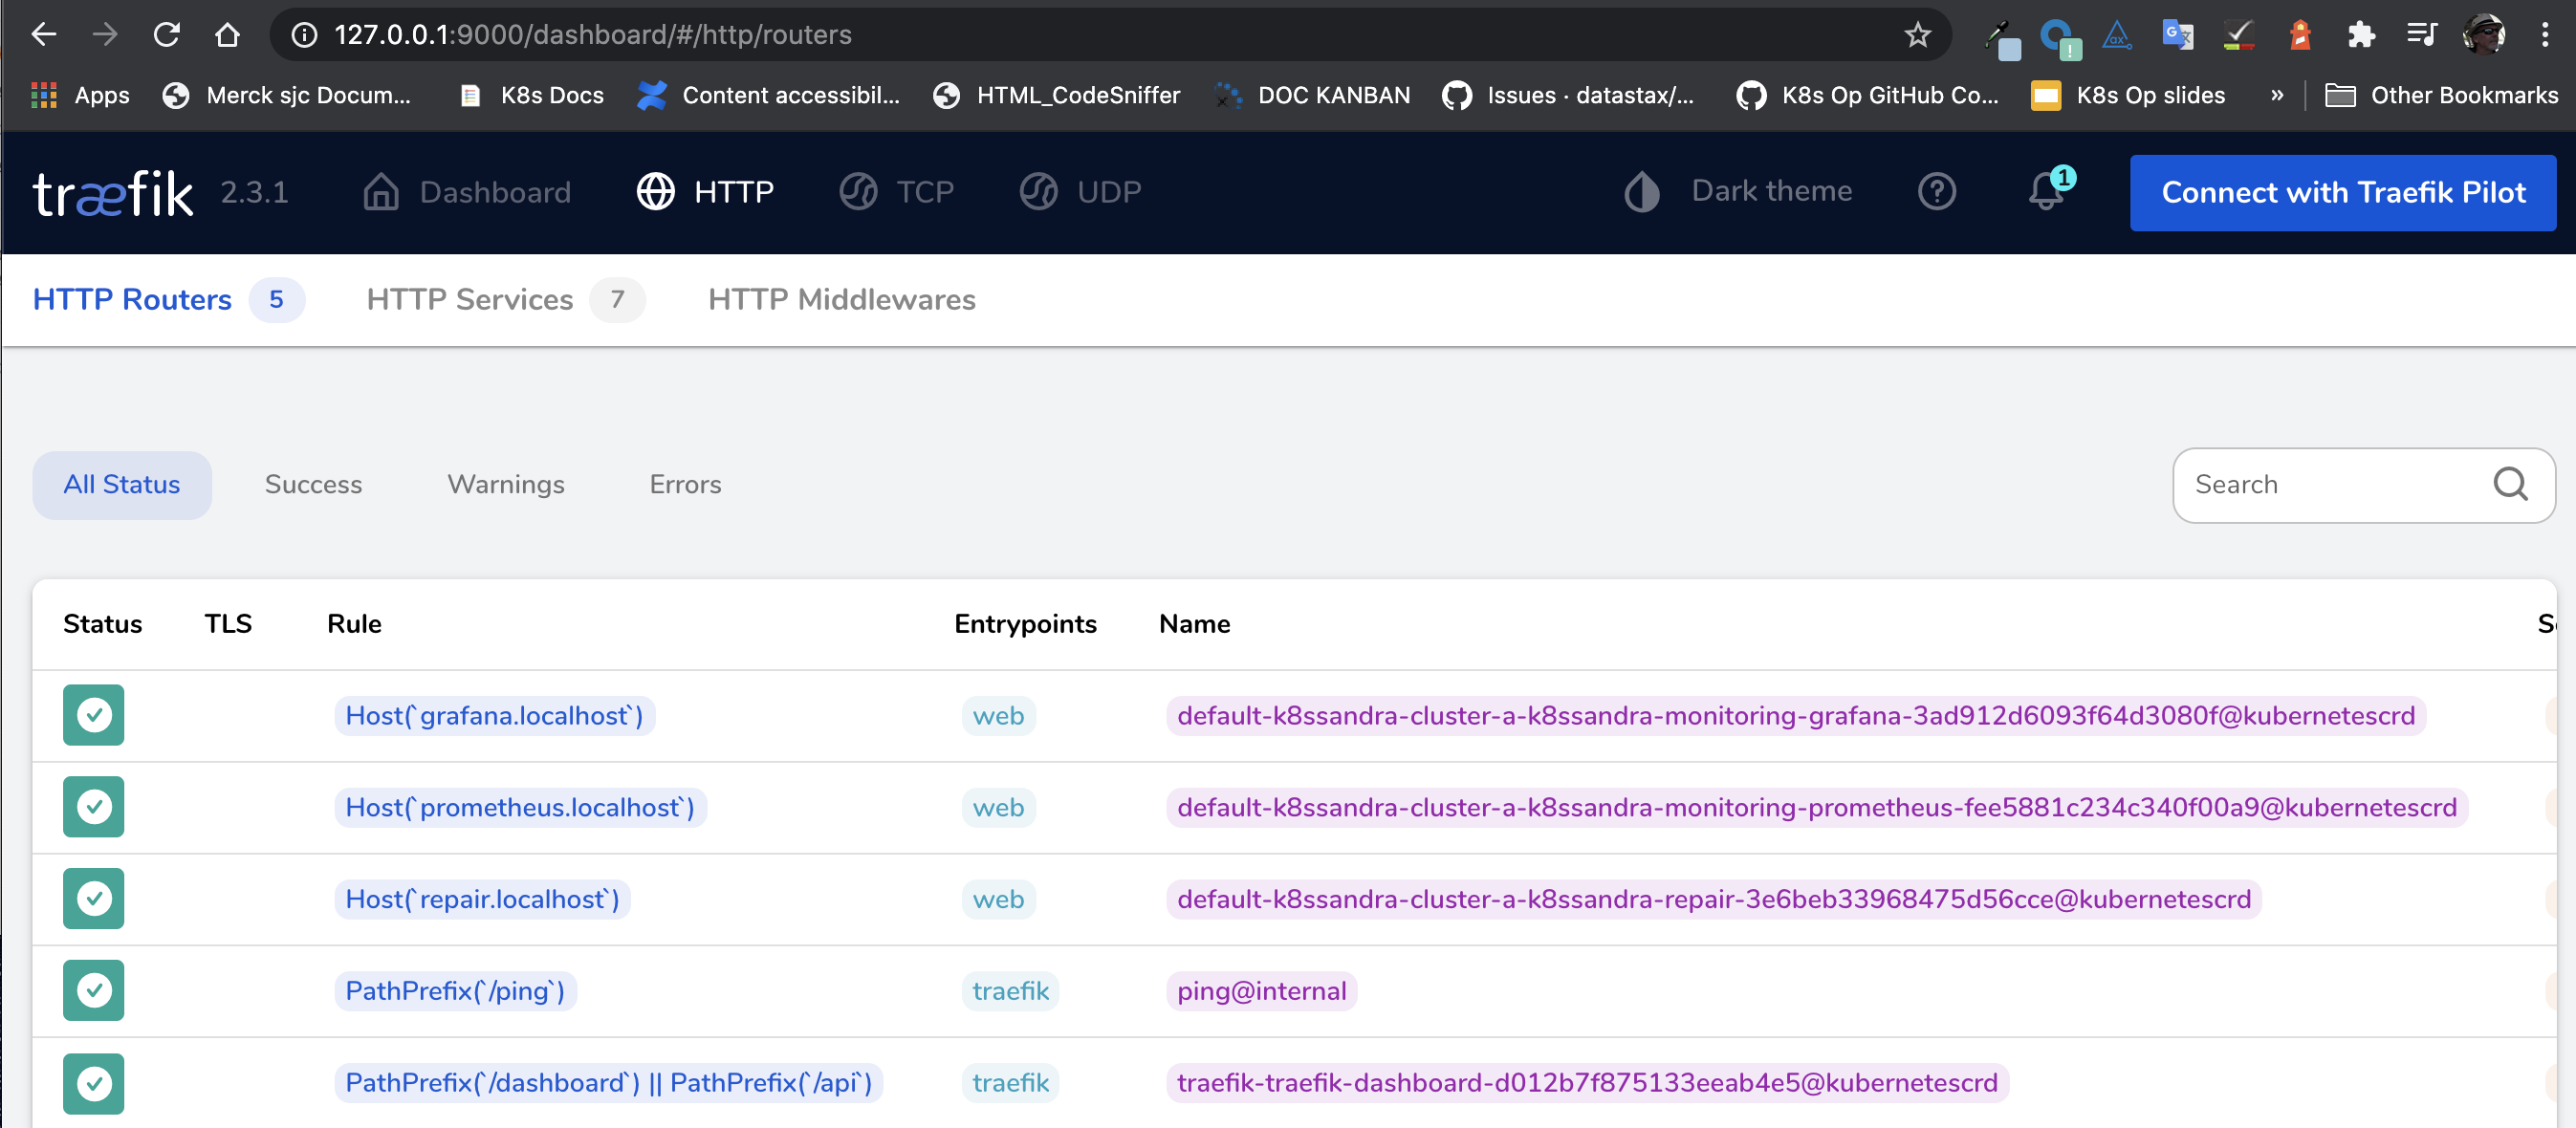 127.0.0.1:9000/dashboard/#/http/routers
Apps Merck sjc Docum... K8s Docs Content accessibil... HTML_CodeSniffer DOC KANBAN Issues · datastax/... K8s Op GitHub Co... K8s Op slides » Other Bookmarks
træfik 2.3.1 Dashboard HTTP TCP UDP Dark theme 1 Connect with Traefik Pilot
HTTP Routers 5 HTTP Services 7 HTTP Middlewares
All Status Success Warnings Errors Search
Status TLS Rule Entrypoints Name
Host(`grafana.localhost`) web default-k8ssandra-cluster-a-k8ssandra-monitoring-grafana-3ad912d6093f64d3080f@kubernetescrd
Host(`prometheus.localhost`) web default-k8ssandra-cluster-a-k8ssandra-monitoring-prometheus-fee5881c234c340f00a9@kubernetescrd
Host(`repair.localhost`) web default-k8ssandra-cluster-a-k8ssandra-repair-3e6beb33968475d56cce@kubernetescrd
PathPrefix(`/ping`) traefik ping@internal
PathPrefix(`/dashboard`) || PathPrefix(`/api`) traefik traefik-traefik-dashboard-d012b7f875133eeab4e5@kubernetescrd